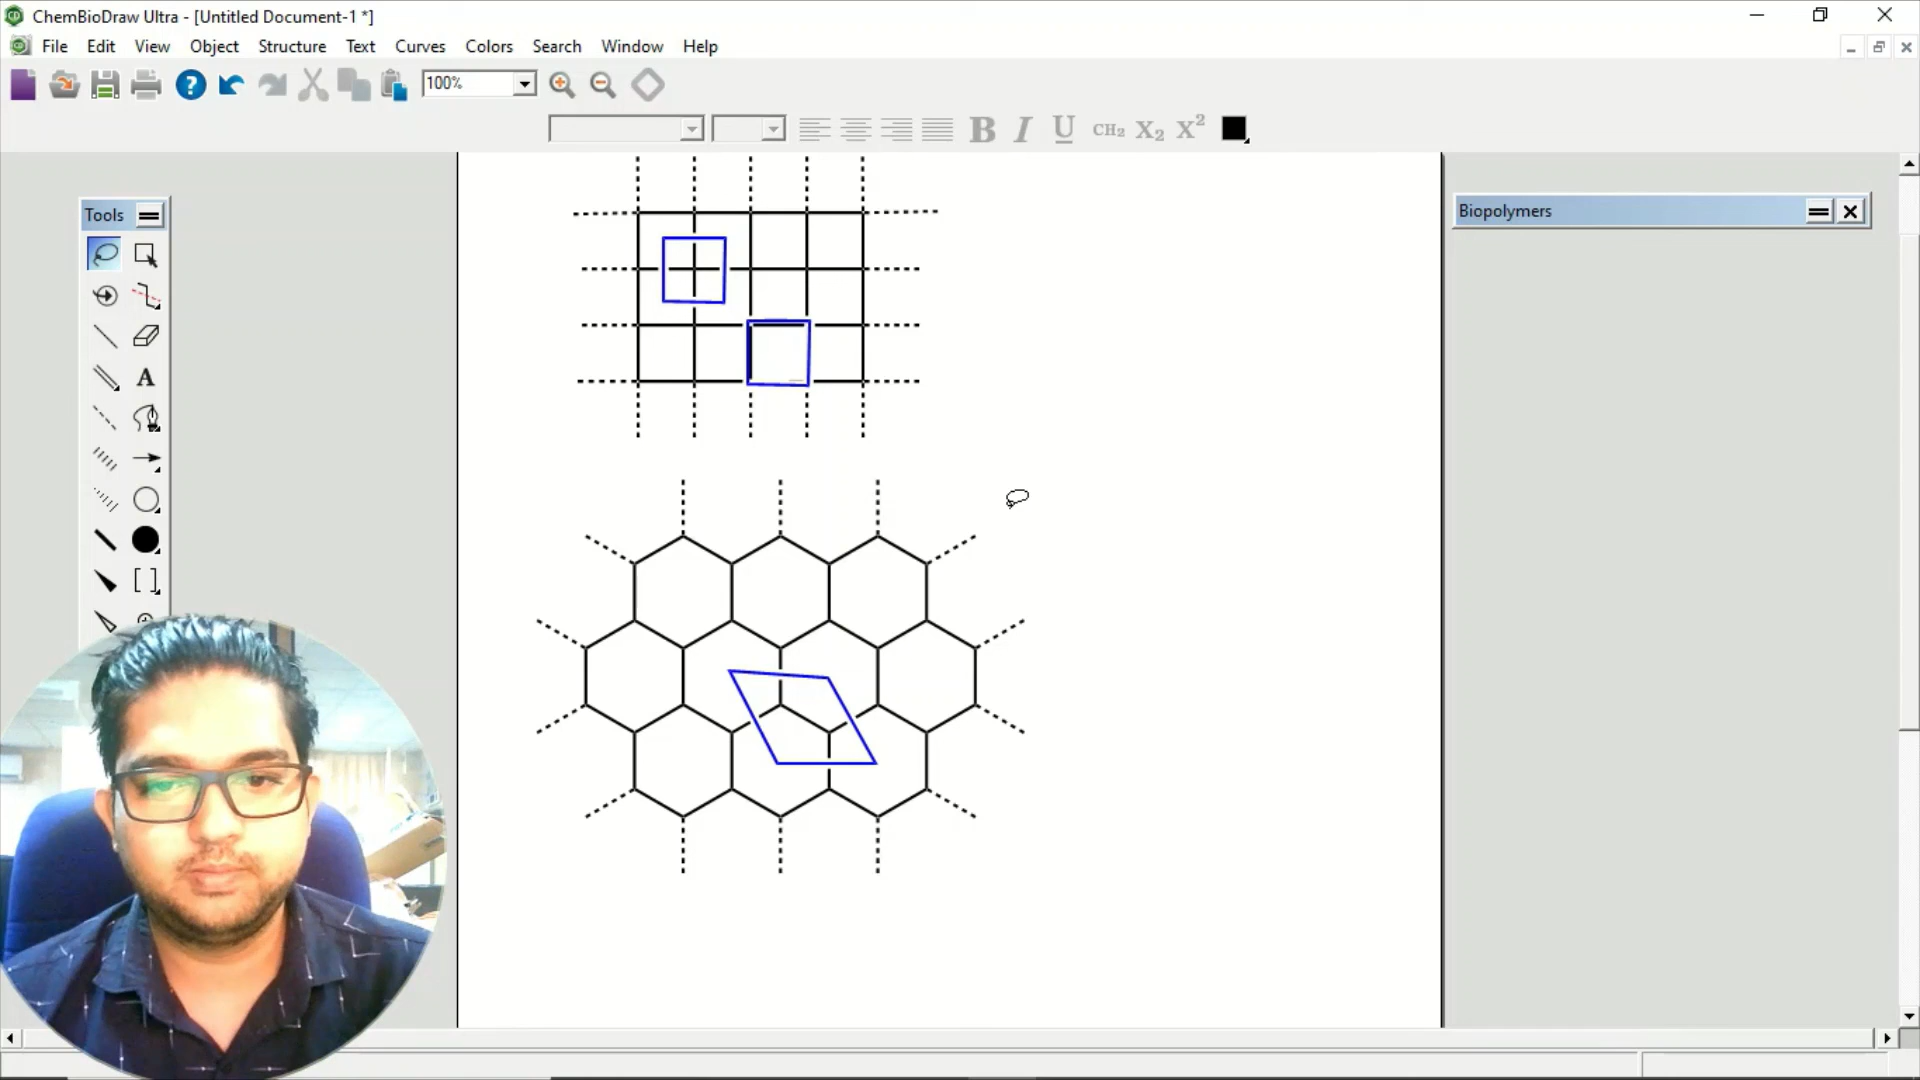 ChemBioDraw Ultra - [Untitled Document-1 *]
File Edit View Object Structure Text Curves Colors Search Window Help
? 100%
B I U CH₂ X₂ X²
Tools
Biopolymers
A
[ ]